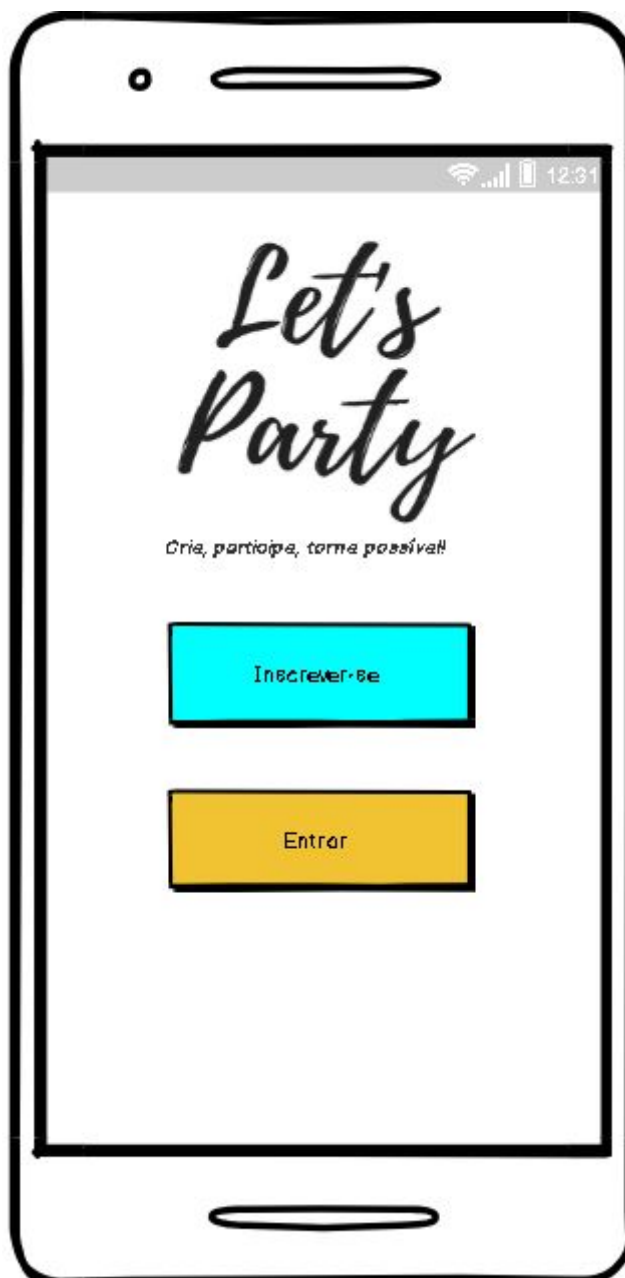 12:31
Let's
Party
Cria, participa, torna possível!!
Inscrever-se
Entrar